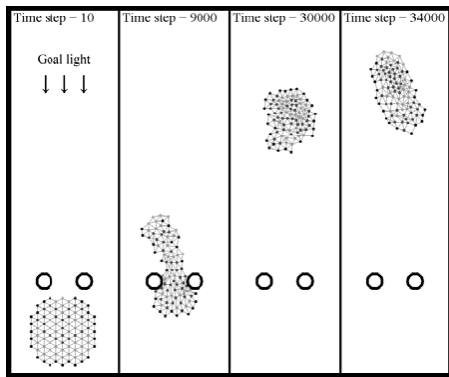 Time step − 10
Time step − 9000
Time step − 30000
Time step − 34000
Goal light